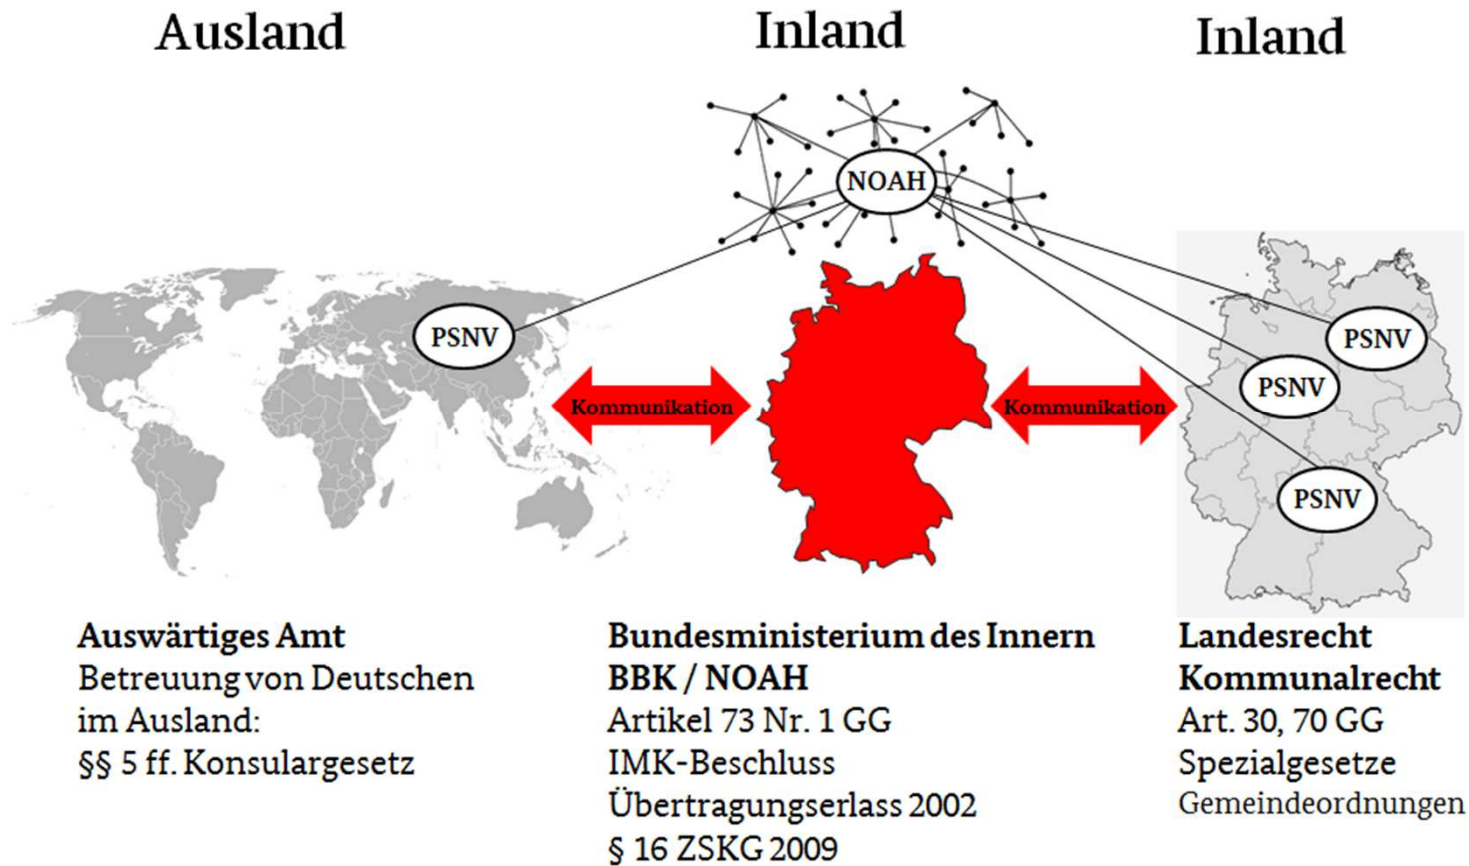 Ausland
Inland
Inland
NOAH
PSNV
PSNV
PSNV
PSNV
Kommunikation
Kommunikation
Auswärtiges Amt
Betreuung von Deutschen
im Ausland:
§§ 5 ff. Konsulargesetz
Bundesministerium des Innern
BBK / NOAH
Artikel 73 Nr. 1 GG
IMK-Beschluss
Übertragungserlass 2002
§ 16 ZSKG 2009
Landesrecht
Kommunalrecht
Art. 30, 70 GG
Spezialgesetze
Gemeindeordnungen